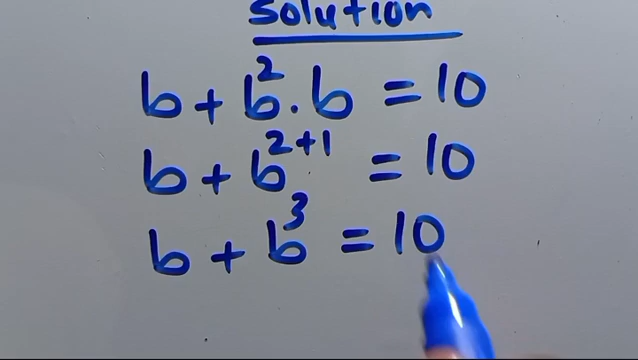 Solution
b + b². b = 10
b + b²⁺¹ = 10
b + b³ = 10